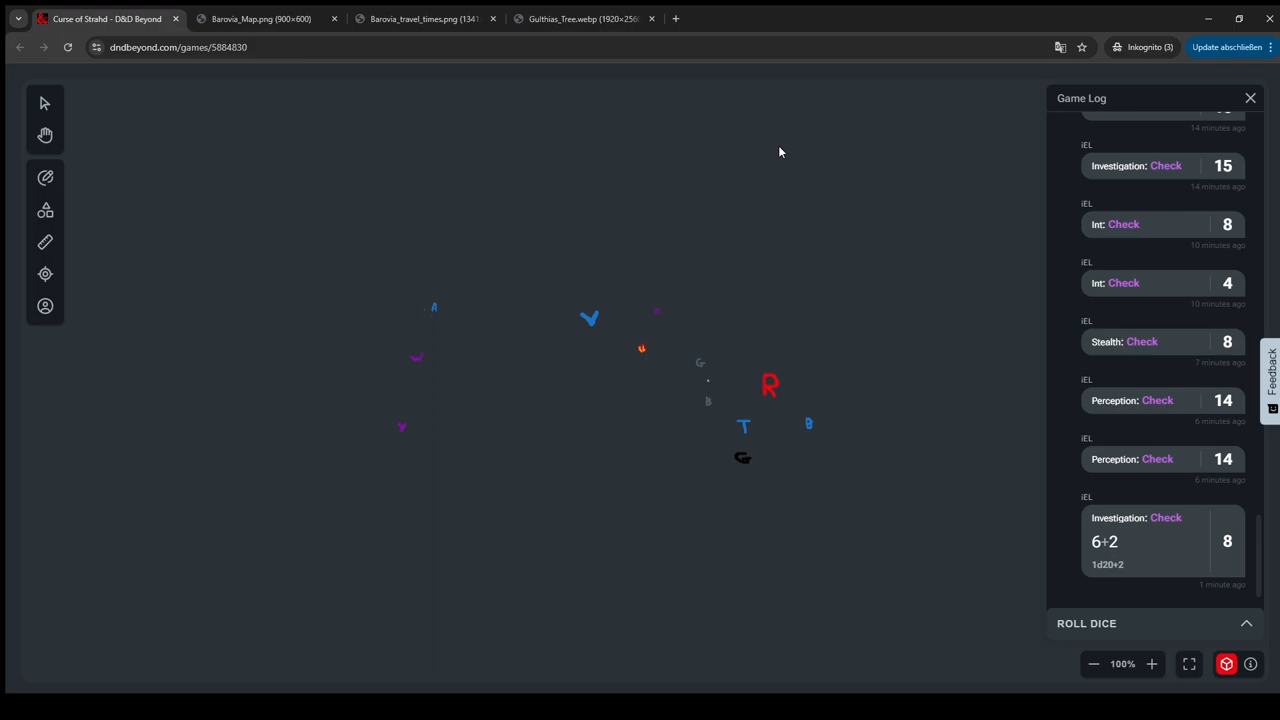 Curse of Strahd - D&D Beyond
Barovia_Map.png (900×600)
Barovia_travel_times.png (1341
Gulthias_Tree.webp (1920×256
dndbeyond.com/games/5884830
Inkognito (3)
Update abschließen
Game Log
14 minutes ago
iEL
Investigation: Check 15
14 minutes ago
iEL
Int: Check 8
10 minutes ago
iEL
Int: Check 4
10 minutes ago
iEL
Stealth: Check 8
7 minutes ago
iEL
Perception: Check 14
6 minutes ago
iEL
Perception: Check 14
6 minutes ago
iEL
Investigation: Check
6+2 8
1d20+2
1 minute ago
ROLL DICE
100%
Feedback
A
V
u
G
R
B
T
B
Y
G